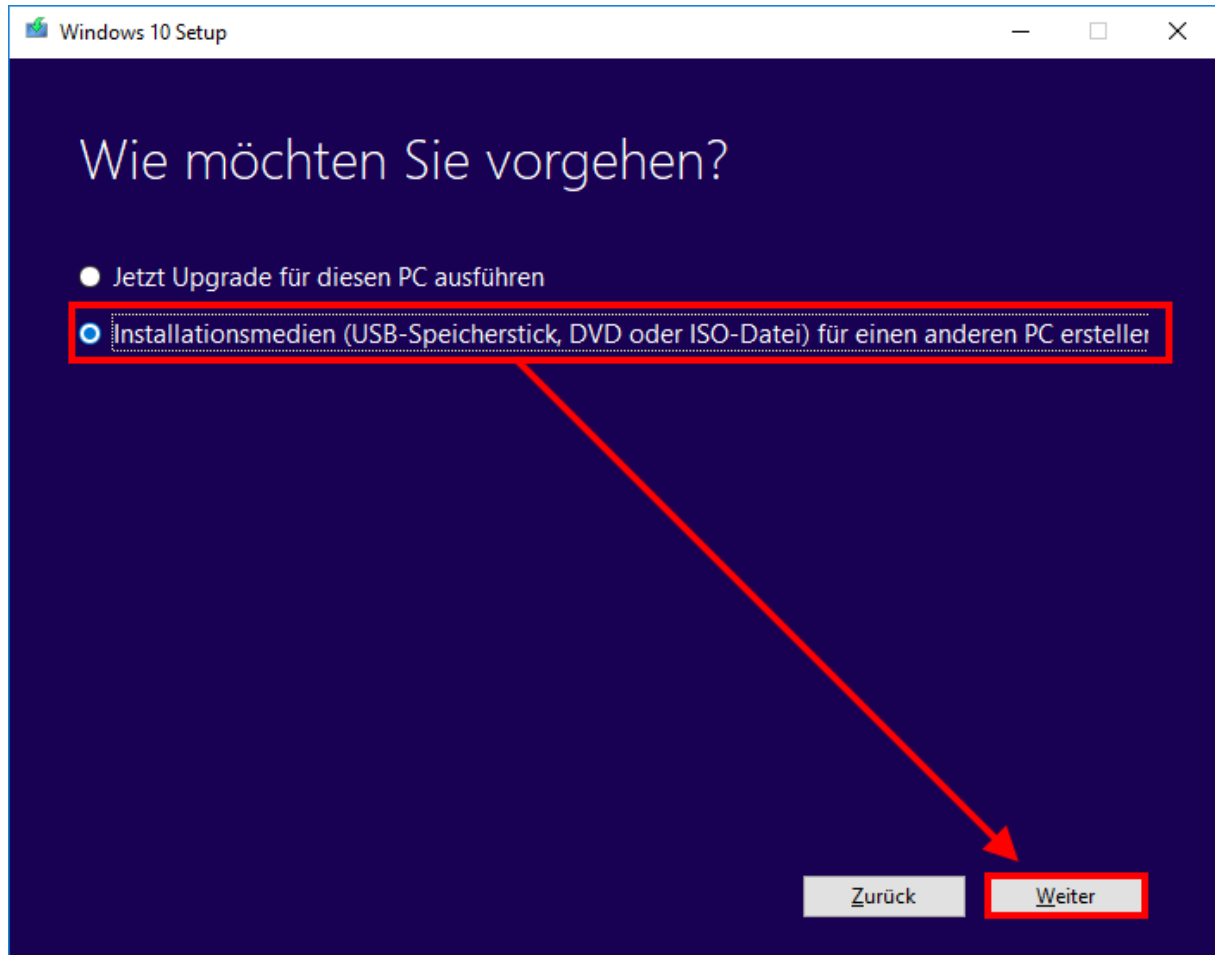 Windows 10 Setup
Wie möchten Sie vorgehen?
Jetzt Upgrade für diesen PC ausführen
Installationsmedien (USB-Speicherstick, DVD oder ISO-Datei) für einen anderen PC ersteller
Zurück
Weiter